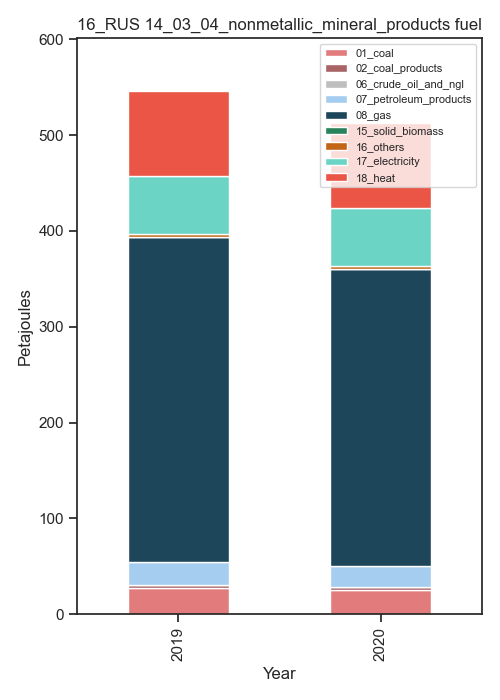 16_RUS 14_03_04_nonmetallic_mineral_products fuel
600
500
400
300
200
100
0
Petajoules
01_coal
02_coal_products
06_crude_oil_and_ngl
07_petroleum_products
08_gas
15_solid_biomass
16_others
17_electricity
18_heat
2019
2020
Year